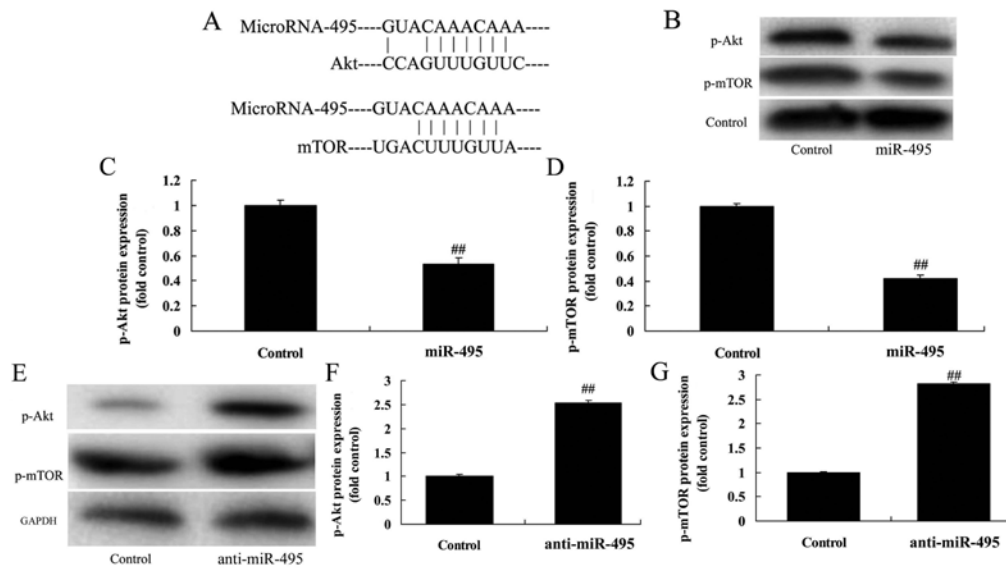 A
MicroRNA-495----GUACAAACAAA----
Akt----CCAGUUUGUUC----
MicroRNA-495----GUACAAACAAA----
mTOR----UGACUUUGUUA----
B
p-Akt
p-mTOR
Control
Control miR-495
C
p-Akt protein expression
(fold control)
1.2
1
0.8
0.6
0.4
0.2
0
##
Control miR-495
D
p-mTOR protein expression
(fold control)
1.2
1
0.8
0.6
0.4
0.2
0
##
Control miR-495
E
p-Akt
p-mTOR
GAPDH
Control anti-miR-495
F
p-Akt protein expression
(fold control)
3
2.5
2
1.5
1
0.5
0
##
Control anti-miR-495
G
p-mTOR protein expression
(fold control)
3
2.5
2
1.5
1
0.5
0
##
Control anti-miR-495